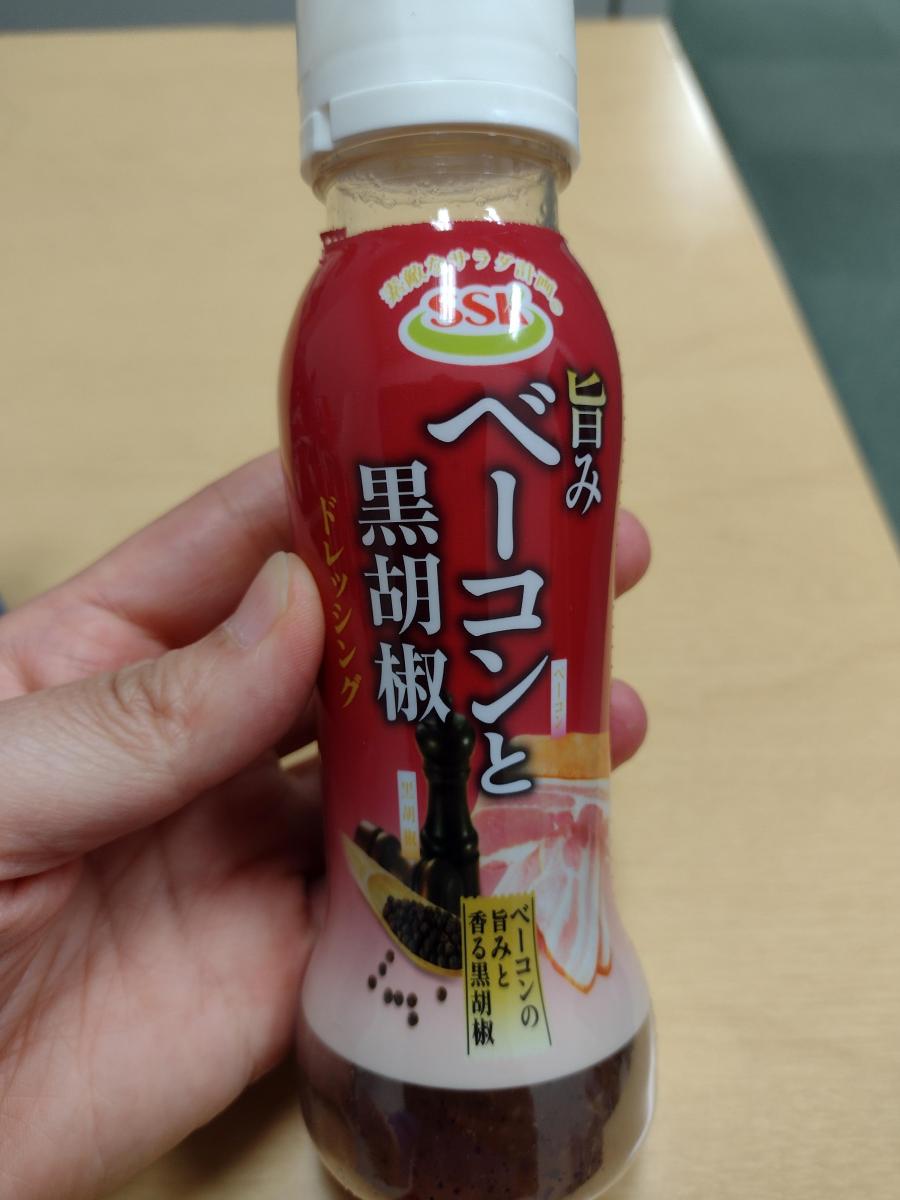 素敵なサラダ計画。
SSK
旨み
ベーコンと
黒胡椒
ドレッシング
ベーコン
黒胡椒
ベーコンの
旨みと
香る黒胡椒